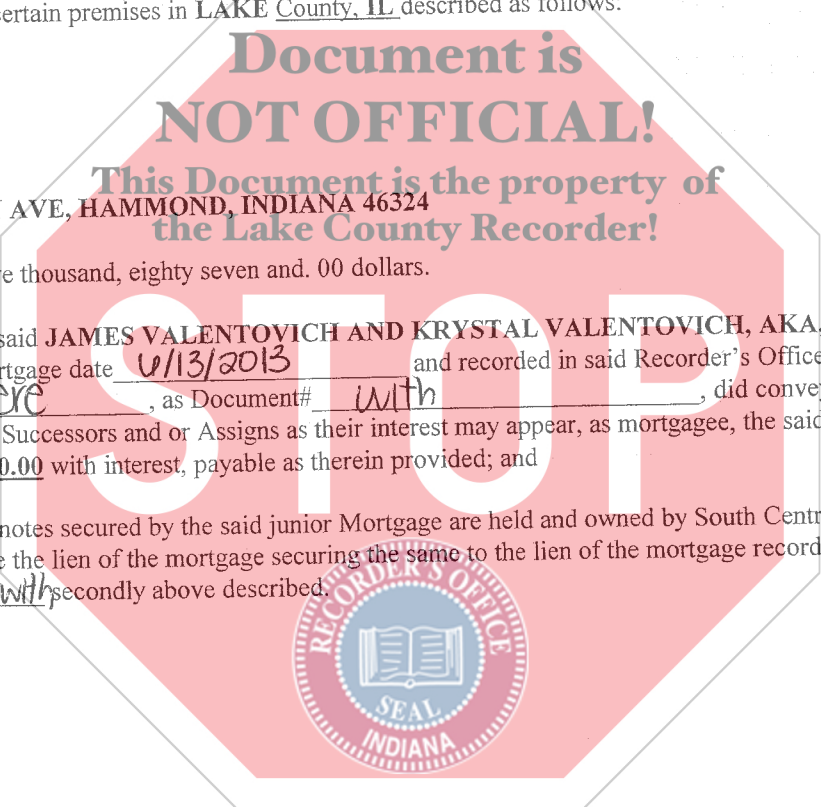 ertain premises in LAKE County, IL described as follows:
Document is
NOT OFFICIAL!
This Document is the property of
AVE, HAMMOND, INDIANA 46324
the Lake County Recorder!
e thousand, eighty seven and. 00 dollars.
STOP
said JAMES VALENTOVICH AND KRYSTAL VALENTOVICH, AKA,
rtgage date 6/13/2013 and recorded in said Recorder's Office
ere, as Document# with, did convey
Successors and or Assigns as their interest may appear, as mortgagee, the said
0.00 with interest, payable as therein provided; and
notes secured by the said junior Mortgage are held and owned by South Centr
e the lien of the mortgage securing the same to the lien of the mortgage record
with secondly above described.
RECORDER'S OFFICE
SEAL
INDIANA